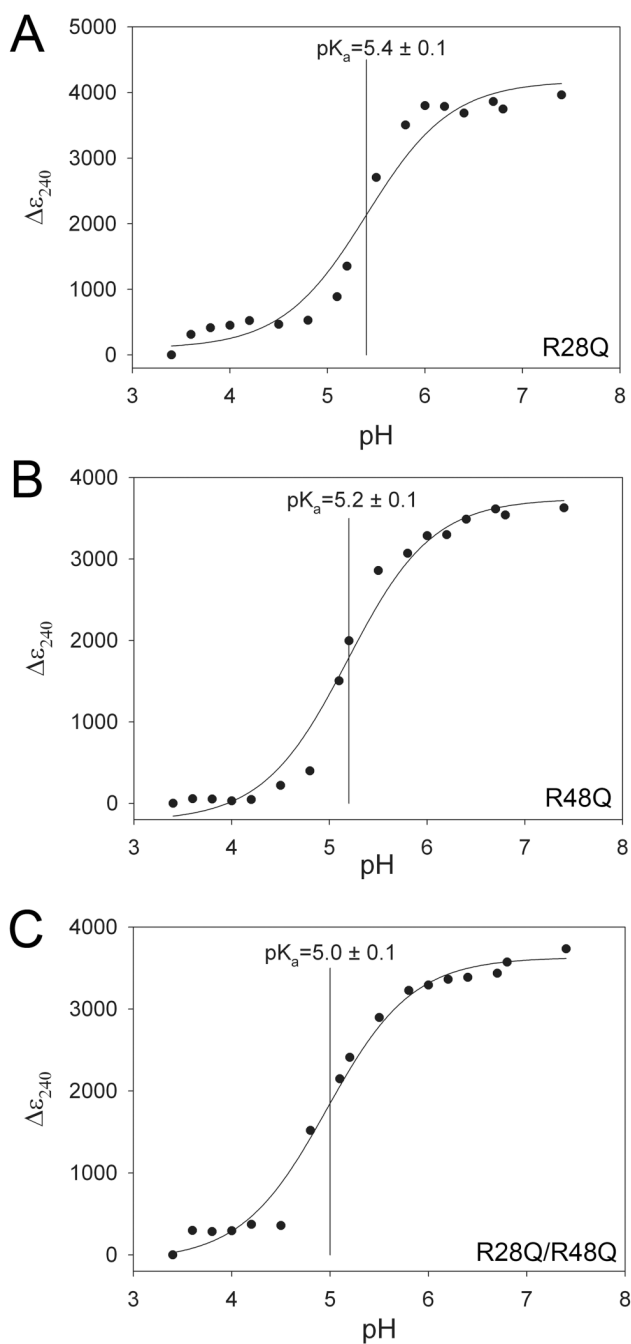 A
5000
4000
3000
2000
1000
0
Δε240
pKa=5.4 ± 0.1
R28Q
3 4 5 6 7 8
pH
B
4000
3000
2000
1000
0
Δε240
pKa=5.2 ± 0.1
R48Q
3 4 5 6 7 8
pH
C
4000
3000
2000
1000
0
Δε240
pKa=5.0 ± 0.1
R28Q/R48Q
3 4 5 6 7 8
pH